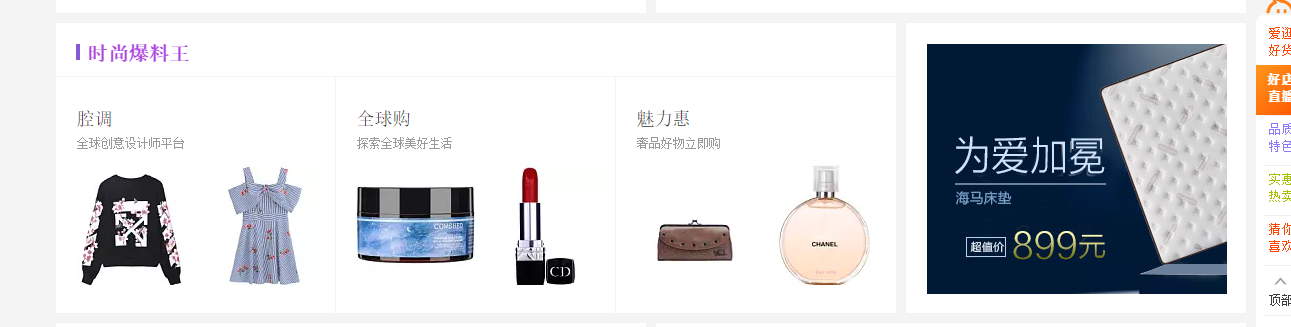 时尚爆料王
腔调
全球创意设计师平台
全球购
探索全球美好生活
COMSHED
CD
魅力惠
奢品好物立即购
CHANEL
为爱加冕
海马床垫
超值价 899元
爱逛
好货
好店
直播
品质
特色
实惠
热卖
猜你
喜欢
顶部